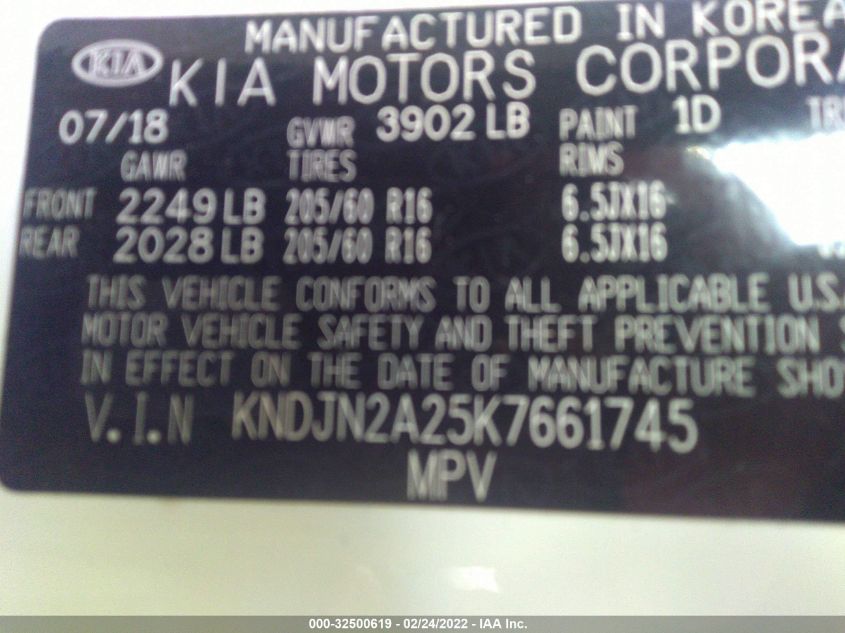 MANUFACTURED IN KOREA
KIA KIA MOTORS CORPORA
07/18 GVWR 3902 LB PAINT 1D TR
GAWR TIRES RIMS
FRONT 2249 LB 205/60 R16 6.5JX16
REAR 2028 LB 205/60 R16 6.5JX16
THIS VEHICLE CONFORMS TO ALL APPLICABLE U.S.
MOTOR VEHICLE SAFETY AND THEFT PREVENTION S
IN EFFECT ON THE DATE OF MANUFACTURE SHO
V.I.N KNDJN2A25K7661745
MPV
000-32500619 - 02/24/2022 - IAA Inc.